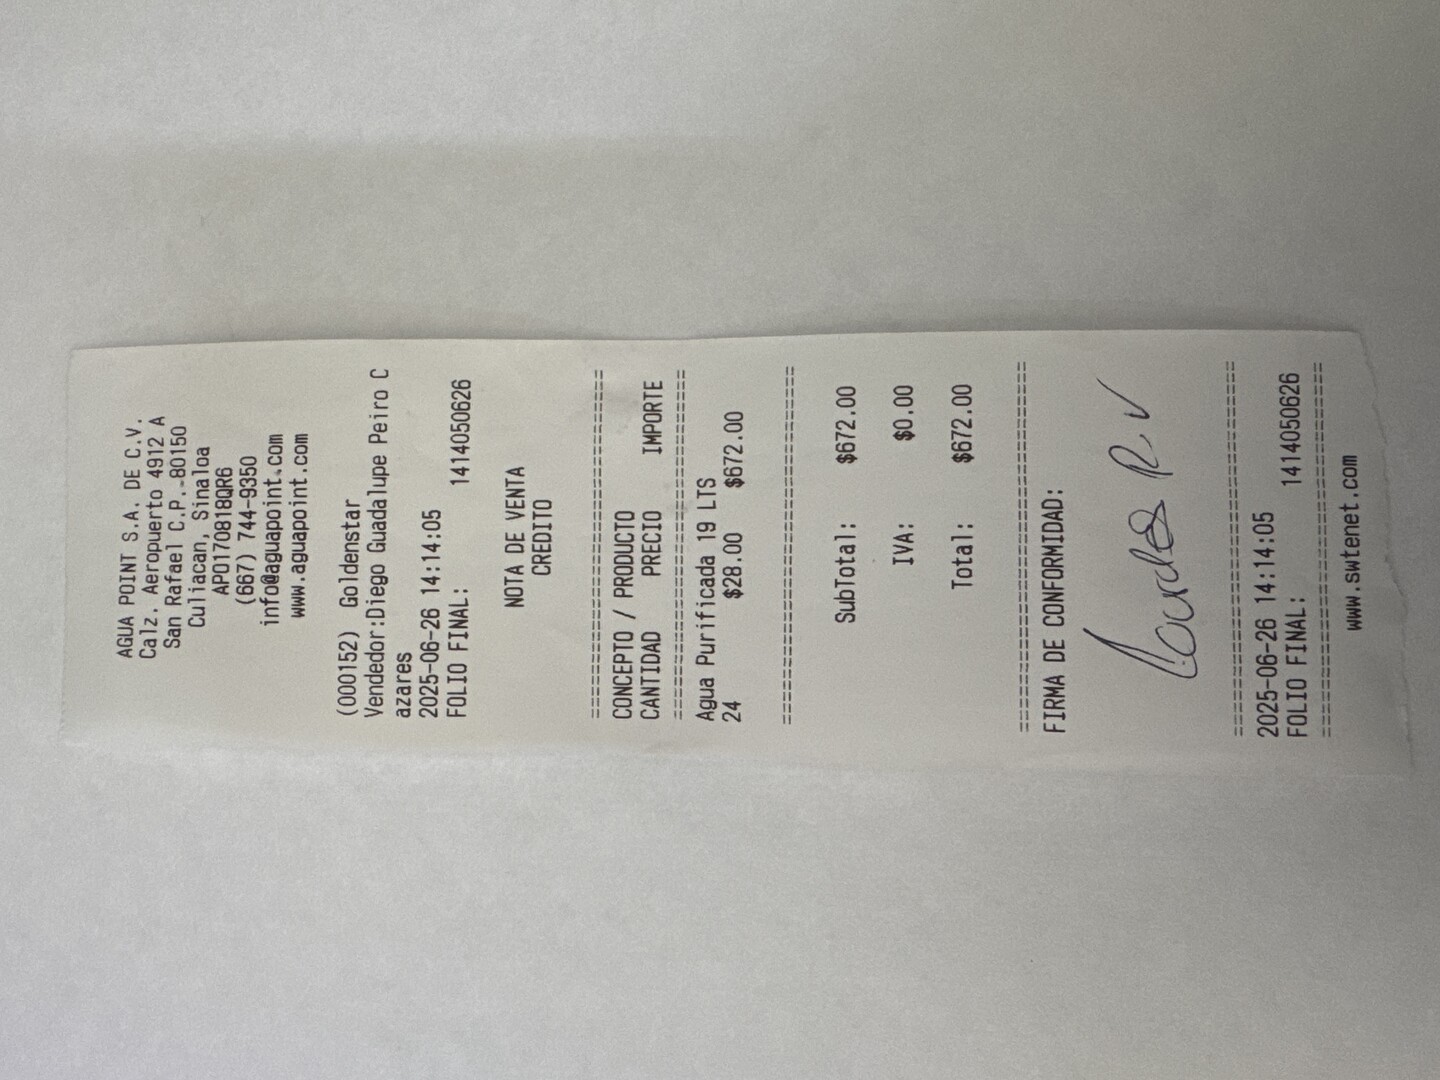 AGUA POINT S.A. DE C.V.
Calz. Aeropuerto 4912 A
San Rafael C.P. 80150
Culiacan, Sinaloa
APO170818QR6
(667) 744-9350
info@aguapoint.com
www.aguapoint.com
(000152) Goldenstar
Vendedor:Diego Guadalupe Peiro C
azares
2025-06-26 14:14:05
FOLIO FINAL: 1414050626
NOTA DE VENTA
CREDITO
================================
CONCEPTO / PRODUCTO
CANTIDAD PRECIO IMPORTE
================================
Agua Purificada 19 LTS
24 $28.00 $672.00
================================
SubTotal: $672.00
IVA: $0.00
Total: $672.00
================================
FIRMA DE CONFORMIDAD:
================================
2025-06-26 14:14:05
FOLIO FINAL: 1414050626
================================
www.swtenet.com